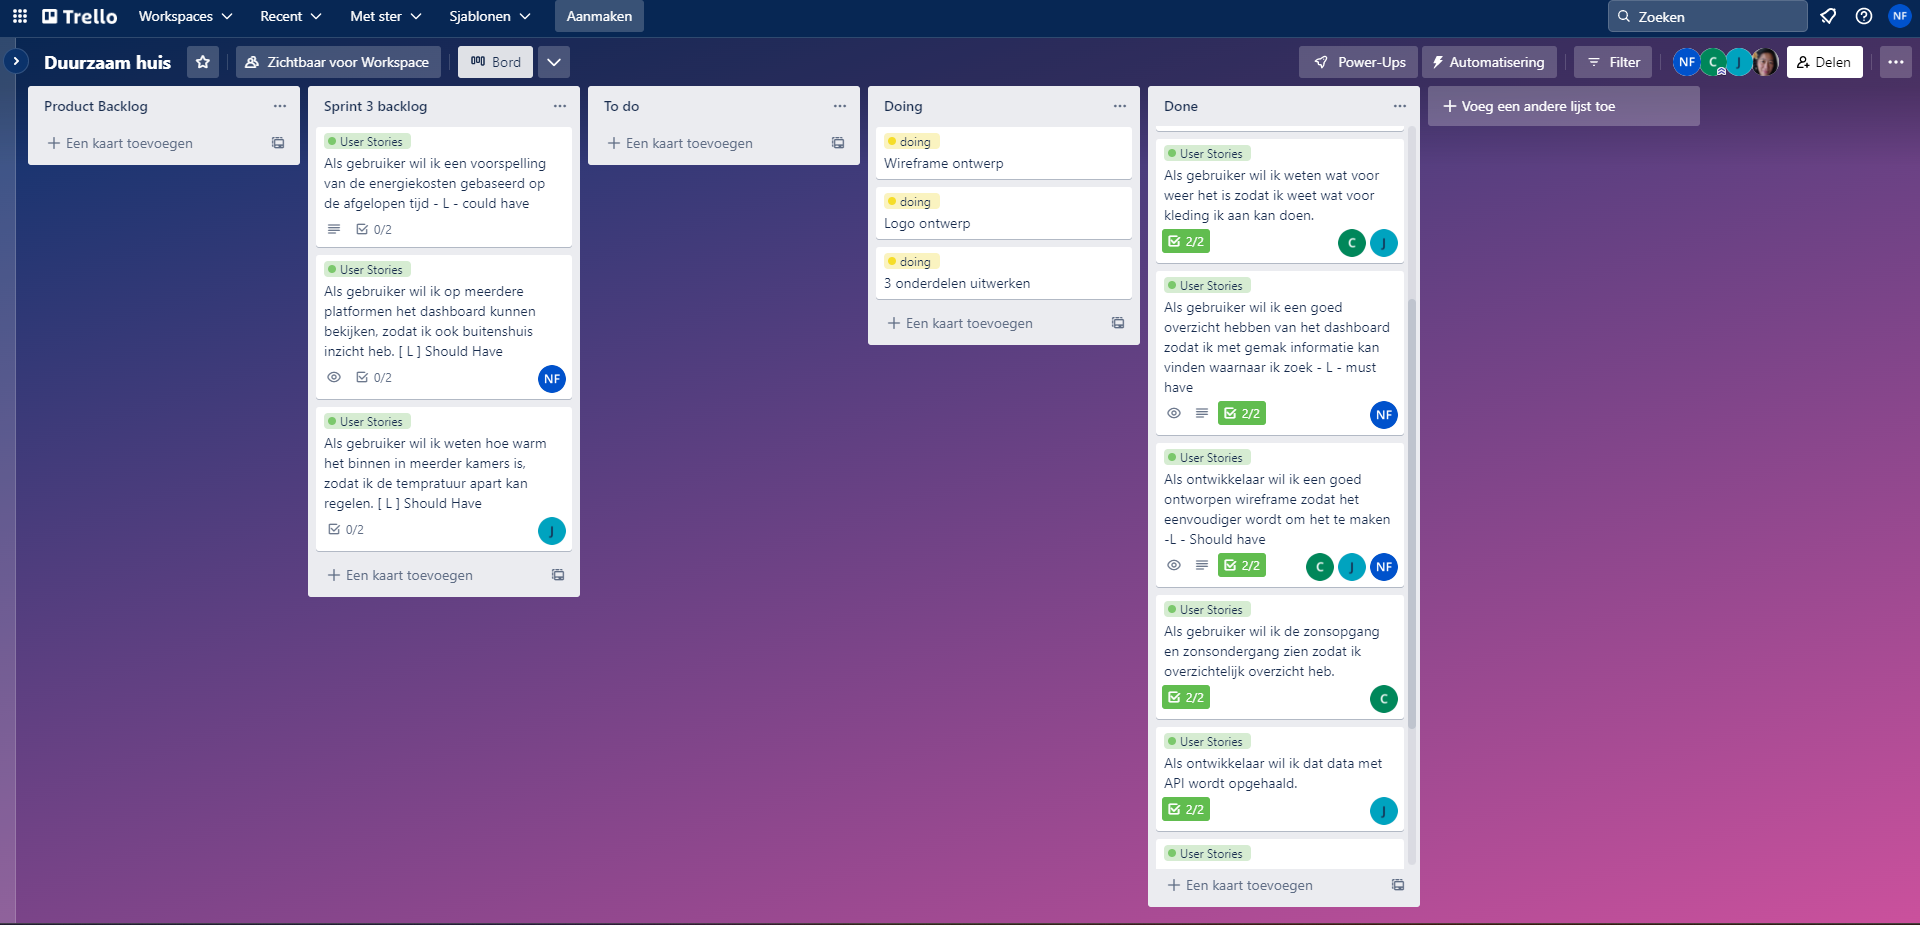 Trello
Workspaces
Recent
Met ster
Sjablonen
Aanmaken
Zoeken
NF
Duurzaam huis
Zichtbaar voor Workspace
Bord
Power-Ups
Automatisering
Filter
NF
C
J
Delen
Product Backlog
Een kaart toevoegen
Sprint 3 backlog
User Stories
Als gebruiker wil ik een voorspelling
van de energiekosten gebaseerd op
de afgelopen tijd - L - could have
0/2
User Stories
Als gebruiker wil ik op meerdere
platformen het dashboard kunnen
bekijken, zodat ik ook buitenshuis
inzicht heb. [ L ] Should Have
0/2
NF
User Stories
Als gebruiker wil ik weten hoe warm
het binnen in meerder kamers is,
zodat ik de tempratuur apart kan
regelen. [ L ] Should Have
0/2
J
Een kaart toevoegen
To do
Een kaart toevoegen
Doing
doing
Wireframe ontwerp
doing
Logo ontwerp
doing
3 onderdelen uitwerken
Een kaart toevoegen
Done
User Stories
Als gebruiker wil ik weten wat voor
weer het is zodat ik weet wat voor
kleding ik aan kan doen.
2/2
C
J
User Stories
Als gebruiker wil ik een goed
overzicht hebben van het dashboard
zodat ik met gemak informatie kan
vinden waarnaar ik zoek - L - must
have
2/2
NF
User Stories
Als ontwikkelaar wil ik een goed
ontworpen wireframe zodat het
eenvoudiger wordt om het te maken
-L - Should have
2/2
C
J
NF
User Stories
Als gebruiker wil ik de zonsopgang
en zonsondergang zien zodat ik
overzichtelijk overzicht heb.
2/2
C
User Stories
Als ontwikkelaar wil ik dat data met
API wordt opgehaald.
2/2
J
User Stories
Een kaart toevoegen
Voeg een andere lijst toe